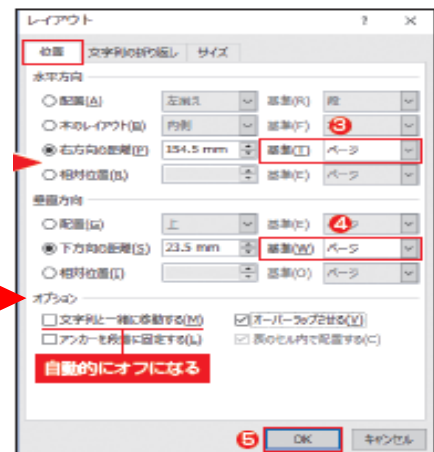 レイアウト ? ×
位置 文字列の折り返し サイズ
水平方向
配置(A) 左揃え 基準(R) 段
本のレイアウト(B) 内側 基準(F) ③
右方向の距離(P) 154.5 mm 基準(T) ページ
相対位置(R) 基準(E) ページ
垂直方向
配置(G) 上 基準(E) ④
下方向の距離(S) 23.5 mm 基準(W) ページ
相対位置(I) 基準(O) ページ
オプション
文字列と一緒に移動する(M) オーバーラップさせる(V)
アンカーを段落に固定する(L) 表のセル内で配置する(C)
自動的にオフになる
⑤ OK キャンセル